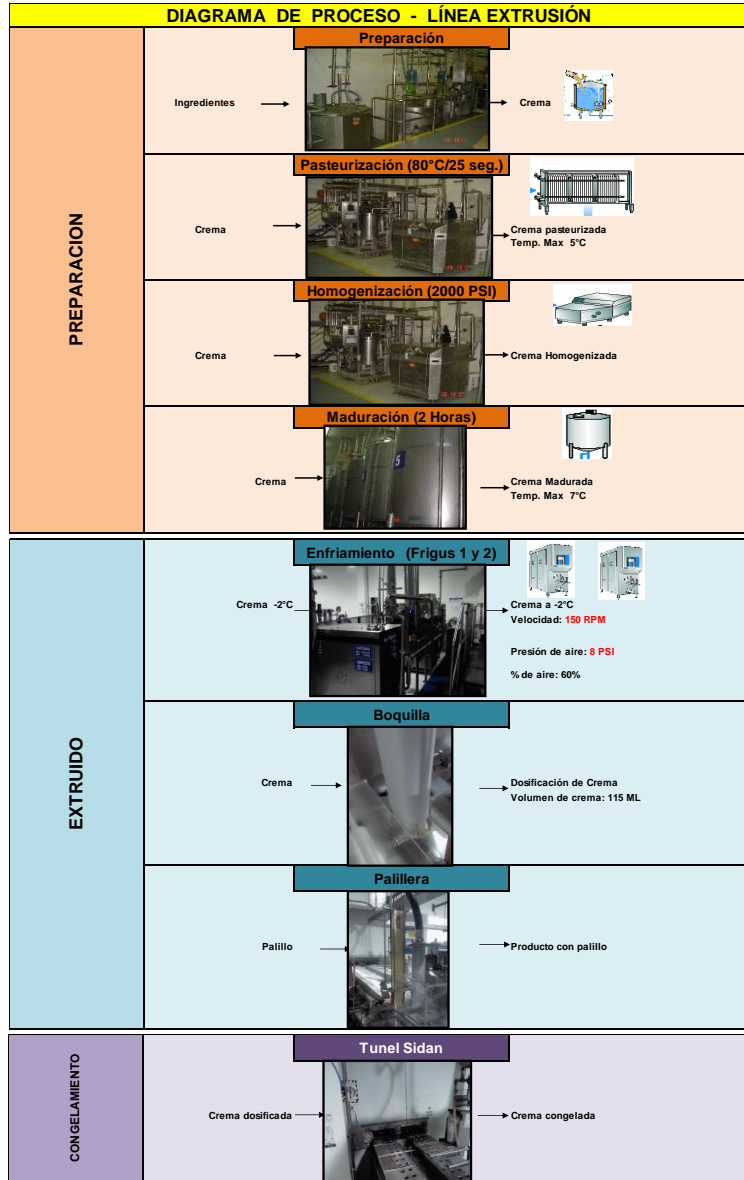 DIAGRAMA DE PROCESO - LÍNEA EXTRUSIÓN
PREPARACION
Preparación
Ingredientes
Crema
Pasteurización (80°C/25 seg.)
Crema
Crema pasteurizada
Temp. Max 5°C
Homogenización (2000 PSI)
Crema
Crema Homogenizada
Maduración (2 Horas)
5
Crema
Crema Madurada
Temp. Max 7°C
EXTRUIDO
Enfriamiento (Frigus 1 y 2)
Crema -2°C
Crema a -2°C
Velocidad: 150 RPM
Presión de aire: 8 PSI
% de aire: 60%
Boquilla
Crema
Dosificación de Crema
Volumen de crema: 115 ML
Palillera
Palillo
Producto con palillo
CONGELAMIENTO
Tunel Sidan
Crema dosificada
Crema congelada